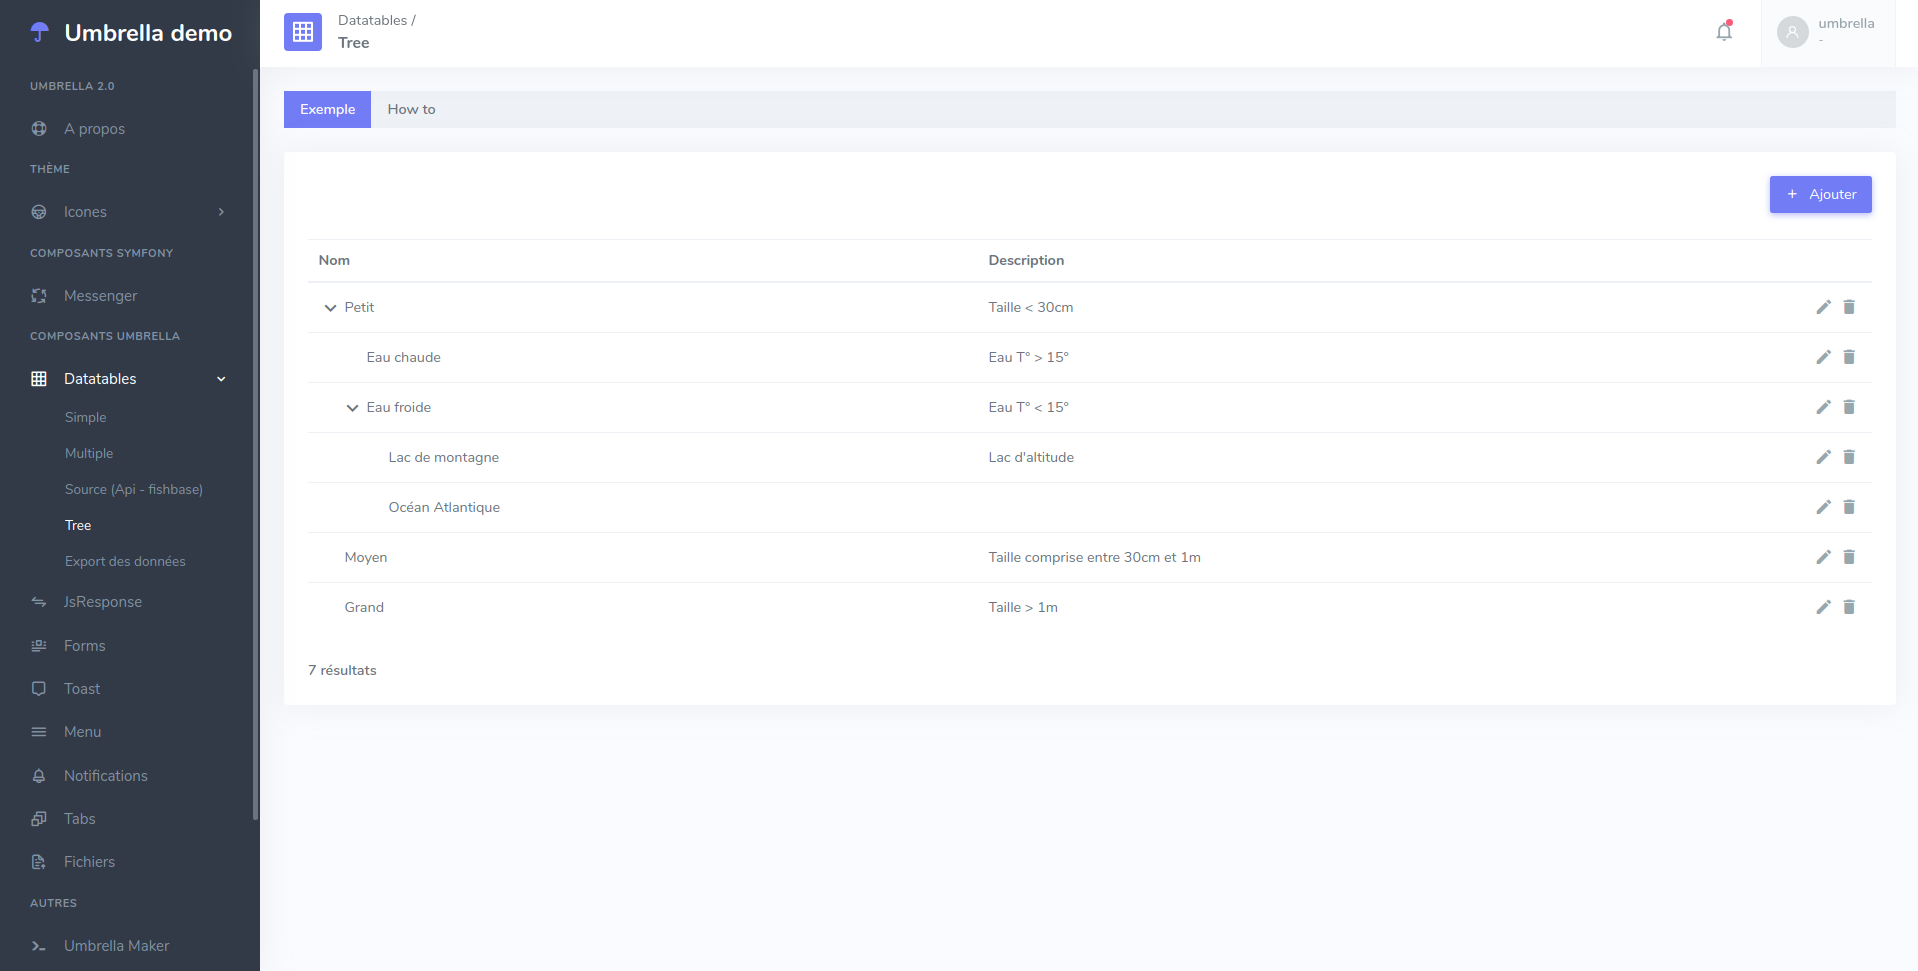 Umbrella demo
UMBRELLA 2.0
A propos
THÈME
Icones
COMPOSANTS SYMFONY
Messenger
COMPOSANTS UMBRELLA
Datatables
Simple
Multiple
Source (Api - fishbase)
Tree
Export des données
JsResponse
Forms
Toast
Menu
Notifications
Tabs
Fichiers
AUTRES
Umbrella Maker
Datatables /
Tree
umbrella
-
Exemple How to
+ Ajouter
Nom Description
Petit Taille < 30cm
Eau chaude Eau T° > 15°
Eau froide Eau T° < 15°
Lac de montagne Lac d'altitude
Océan Atlantique
Moyen Taille comprise entre 30cm et 1m
Grand Taille > 1m
7 résultats